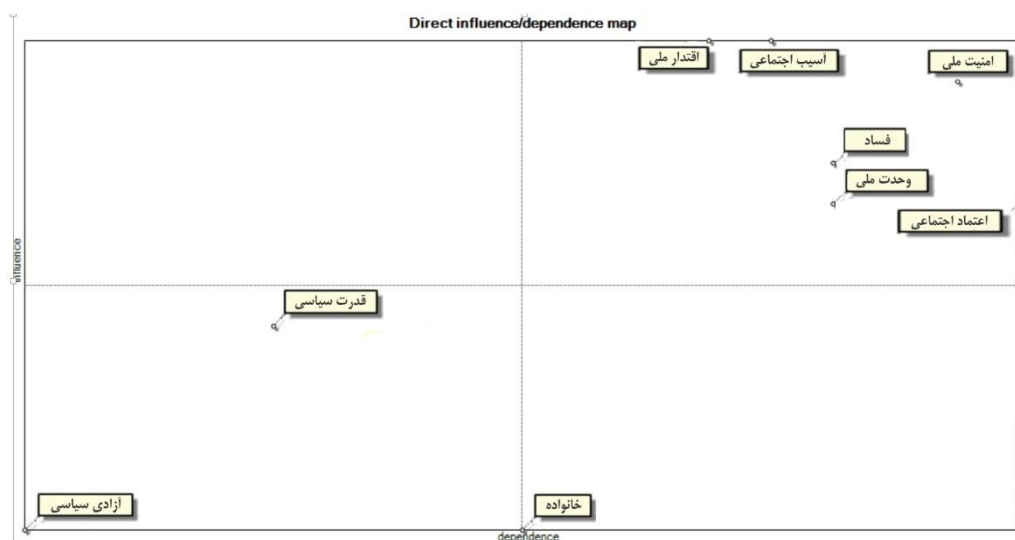 Direct influence/dependence map
اقتدار ملی
آسیب اجتماعی
امنیت ملی
فساد
وحدت ملی
اعتماد اجتماعی
influence
قدرت سیاسی
آزادی سیاسی
خانواده
dependence